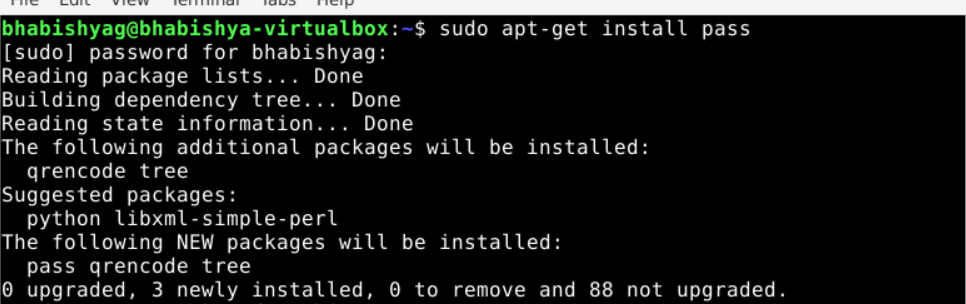 File Edit View Terminal Tabs Help
bhabishyag@bhabishya-virtualbox:~$ sudo apt-get install pass
[sudo] password for bhabishyag:
Reading package lists... Done
Building dependency tree... Done
Reading state information... Done
The following additional packages will be installed:
  qrencode tree
Suggested packages:
  python libxml-simple-perl
The following NEW packages will be installed:
  pass qrencode tree
0 upgraded, 3 newly installed, 0 to remove and 88 not upgraded.